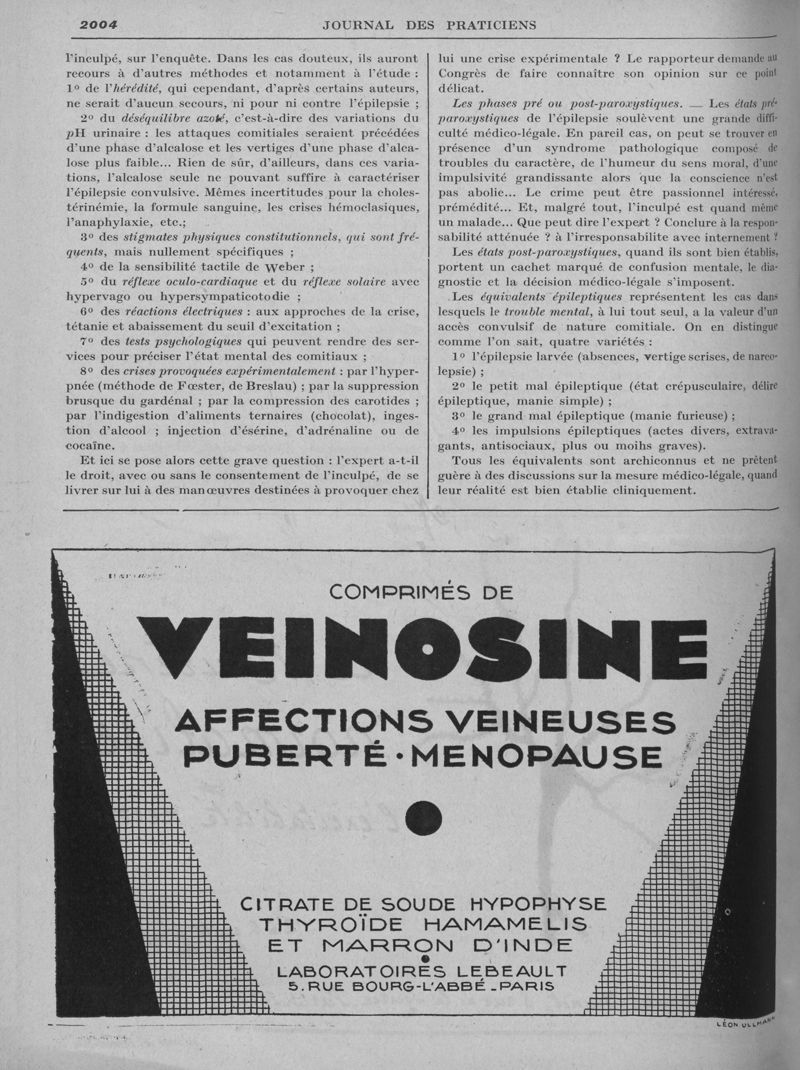 2004
JOURNAL DES PRATICIENS
l'inculpé, sur l'enquête. Dans les cas douteux, ils auront
recours à d'autres méthodes et notamment à l'étude :
1º de l'hérédité, qui cependant, d'après certains auteurs,
ne serait d'aucun secours, ni pour ni contre l'épilepsie ;
2º du déséquilibre azoté, c'est-à-dire des variations du
pH urinaire : les attaques comitiales seraient précédées
d'une phase d'alcalose et les vertiges d'une phase d'alca-
lose plus faible... Rien de sûr, d'ailleurs, dans ces varia-
tions, l'alcalose seule ne pouvant suffire à caractériser
l'épilepsie convulsive. Mêmes incertitudes pour la choles-
térinémie, la formule sanguine, les crises hémoclasiques,
l'anaphylaxie, etc.;
3º des stigmates physiques constitutionnels, qui sont fré-
quents, mais nullement spécifiques ;
4º de la sensibilité tactile de Weber ;
5º du réflexe oculo-cardiaque et du réflexe solaire avec
hypervago ou hypersympaticotodie ;
6º des réactions électriques : aux approches de la crise,
tétanie et abaissement du seuil d'excitation ;
7º des tests psychologiques qui peuvent rendre des ser-
vices pour préciser l'état mental des comitiaux ;
8º des crises provoquées expérimentalement : par l'hyper-
pnée (méthode de Fœster, de Breslau) ; par la suppression
brusque du gardénal ; par la compression des carotides ;
par l'indigestion d'aliments ternaires (chocolat), inges-
tion d'alcool ; injection d'ésérine, d'adrénaline ou de
cocaïne.
Et ici se pose alors cette grave question : l'expert a-t-il
le droit, avec ou sans le consentement de l'inculpé, de se
livrer sur lui à des manœuvres destinées à provoquer chez
lui une crise expérimentale ? Le rapporteur demande au
Congrès de faire connaître son opinion sur ce point
délicat.
Les phases pré ou post-paroxystiques. — Les états pré-
paroxystiques de l'épilepsie soulèvent une grande diffi-
culté médico-légale. En pareil cas, on peut se trouver en
présence d'un syndrome pathologique composé de
troubles du caractère, de l'humeur du sens moral, d'une
impulsivité grandissante alors que la conscience n'est
pas abolie... Le crime peut être passionnel intéressé,
prémédité... Et, malgré tout, l'inculpé est quand même
un malade... Que peut dire l'expert ? Conclure à la respon-
sabilité atténuée ? à l'irresponsabilite avec internement ?
Les états post-paroxystiques, quand ils sont bien établis,
portent un cachet marqué de confusion mentale, le dia-
gnostic et la décision médico-légale s'imposent.
Les équivalents épileptiques représentent les cas dans
lesquels le trouble mental, à lui tout seul, a la valeur d'un
accès convulsif de nature comitiale. On en distingue
comme l'on sait, quatre variétés :
1º l'épilepsie larvée (absences, vertige scrises, de narco-
lepsie) ;
2º le petit mal épileptique (état crépusculaire, délire
épileptique, manie simple) ;
3º le grand mal épileptique (manie furieuse) ;
4º les impulsions épileptiques (actes divers, extrava-
gants, antisociaux, plus ou moihs graves).
Tous les équivalents sont archiconnus et ne prêtent
guère à des discussions sur la mesure médico-légale, quand
leur réalité est bien établie cliniquement.
COMPRIMÉS DE
VEINOSINE
AFFECTIONS VEINEUSES
PUBERTÉ · MENOPAUSE
CITRATE DE SOUDE HYPOPHYSE
THYROÏDE HAMAMELIS
ET MARRON D'INDE
LABORATOIRES LEBEAULT
5. RUE BOURG-L'ABBÉ - PARIS
LÉON ULLMANN